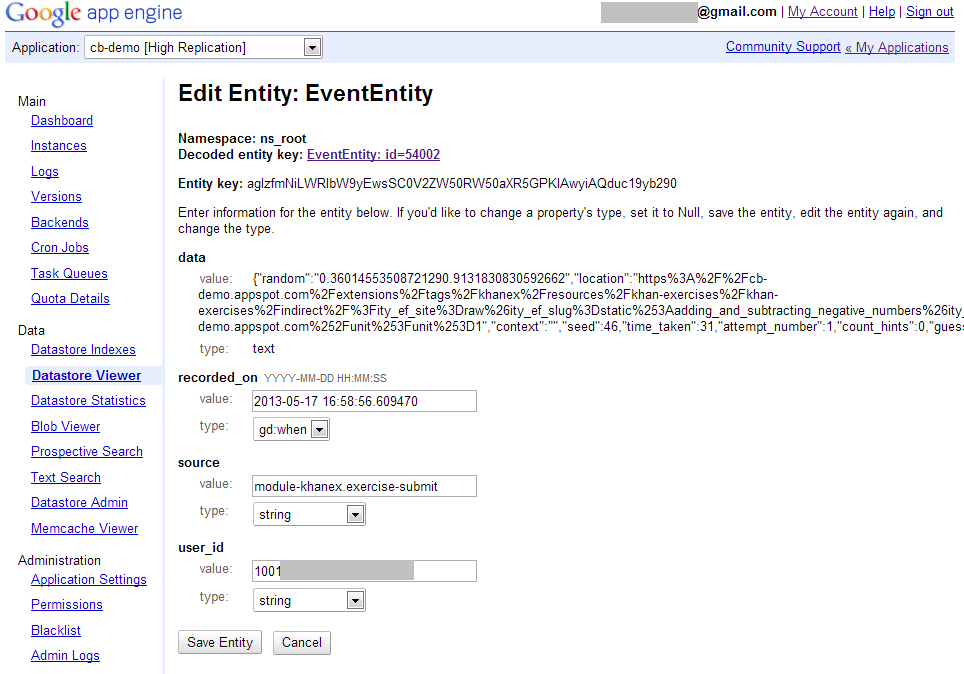 Google app engine
@gmail.com | My Account | Help | Sign out
Application: cb-demo [High Replication]
Community Support « My Applications
Main
Dashboard
Instances
Logs
Versions
Backends
Cron Jobs
Task Queues
Quota Details
Data
Datastore Indexes
Datastore Viewer
Datastore Statistics
Blob Viewer
Prospective Search
Text Search
Datastore Admin
Memcache Viewer
Administration
Application Settings
Permissions
Blacklist
Admin Logs
Edit Entity: EventEntity
Namespace: ns_root
Decoded entity key: EventEntity: id=54002
Entity key: aglzfmNiLWRlbW9yEwsSC0V2ZW50RW50aXR5GPKlAwyiAQduc19yb290
Enter information for the entity below. If you'd like to change a property's type, set it to Null, save the entity, edit the entity again, and
change the type.
data
value: {"random":"0.36014553508721290.9131830830592662","location":"https%3A%2F%2Fcb-
demo.appspot.com%2Fextensions%2Ftags%2Fkhanex%2Fresources%2Fkhan-exercises%2Fkhan-
exercises%2Findirect%2F%3Fity_ef_site%3Draw%26ity_ef_slug%3Dstatic%253Aadding_and_subtracting_negative_numbers%26ity_
demo.appspot.com%252Funit%253Funit%253D1","context":"","seed":46,"time_taken":31,"attempt_number":1,"count_hints":0,"gues
type: text
recorded_on YYYY-MM-DD HH:MM:SS
value: 2013-05-17 16:58:56.609470
type: gd:when
source
value: module-khanex.exercise-submit
type: string
user_id
value: 1001
type: string
Save Entity Cancel